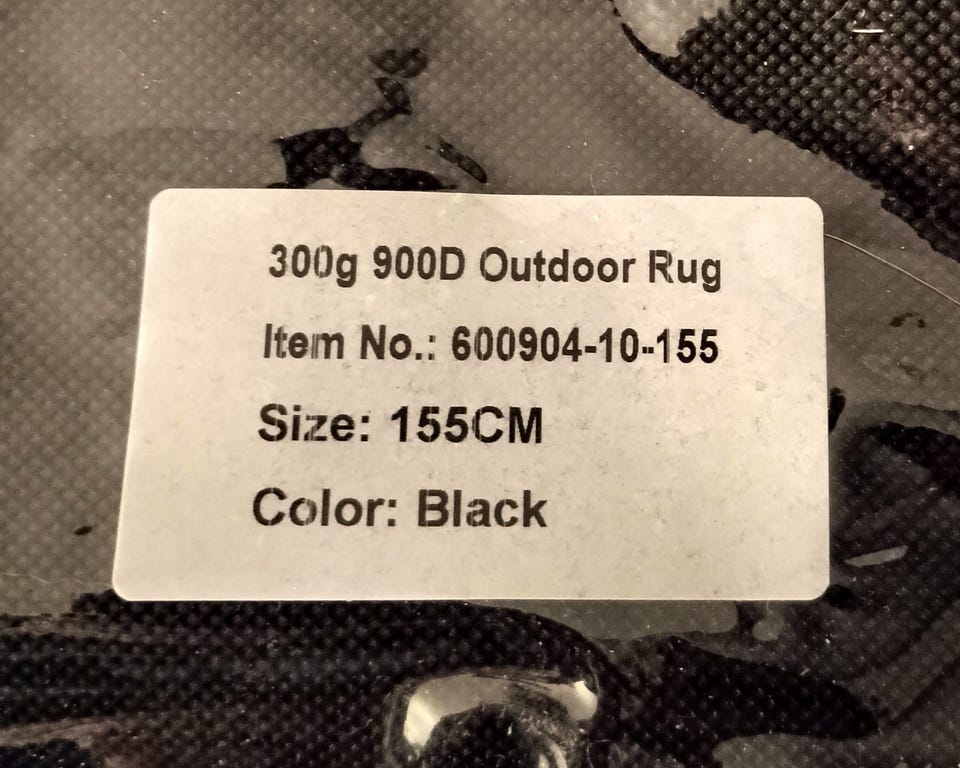 300g 900D Outdoor Rug
Item No.: 600904-10-155
Size: 155CM
Color: Black